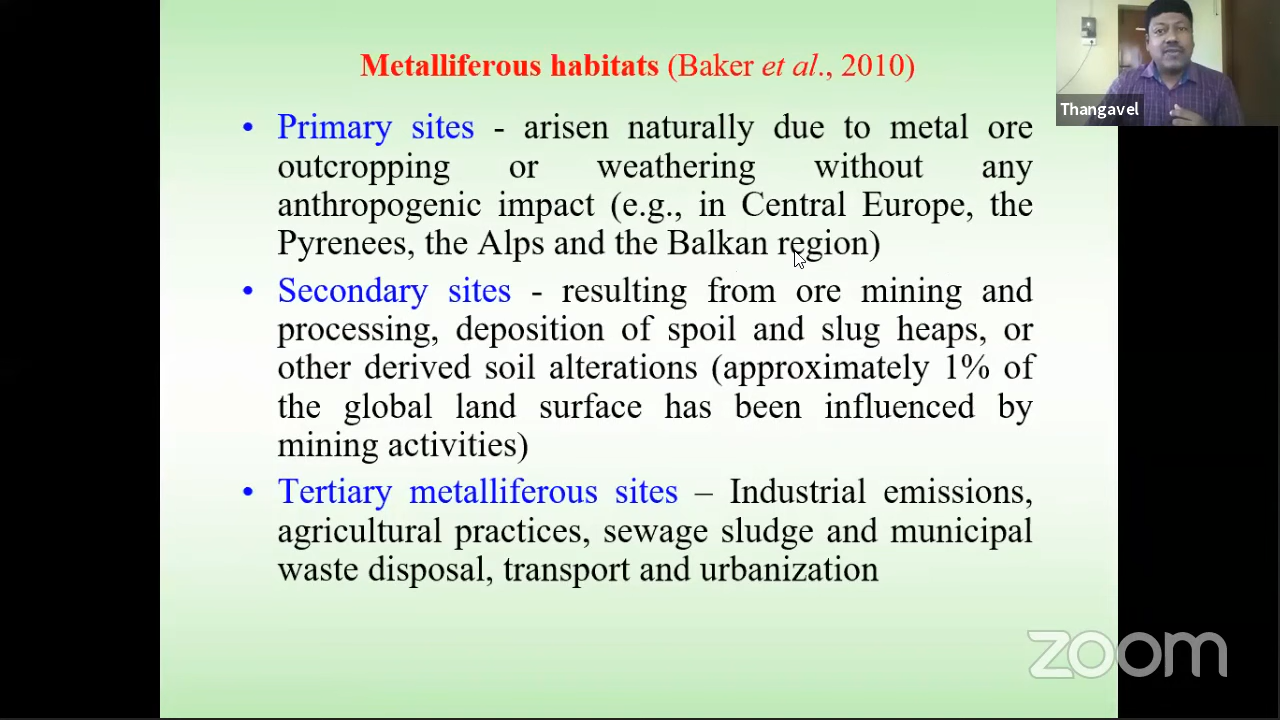 Metalliferous habitats (Baker et al., 2010)
Thangavel
• Primary sites - arisen naturally due to metal ore
outcropping or weathering without any
anthropogenic impact (e.g., in Central Europe, the
Pyrenees, the Alps and the Balkan region)
• Secondary sites - resulting from ore mining and
processing, deposition of spoil and slug heaps, or
other derived soil alterations (approximately 1% of
the global land surface has been influenced by
mining activities)
• Tertiary metalliferous sites – Industrial emissions,
agricultural practices, sewage sludge and municipal
waste disposal, transport and urbanization
zoom